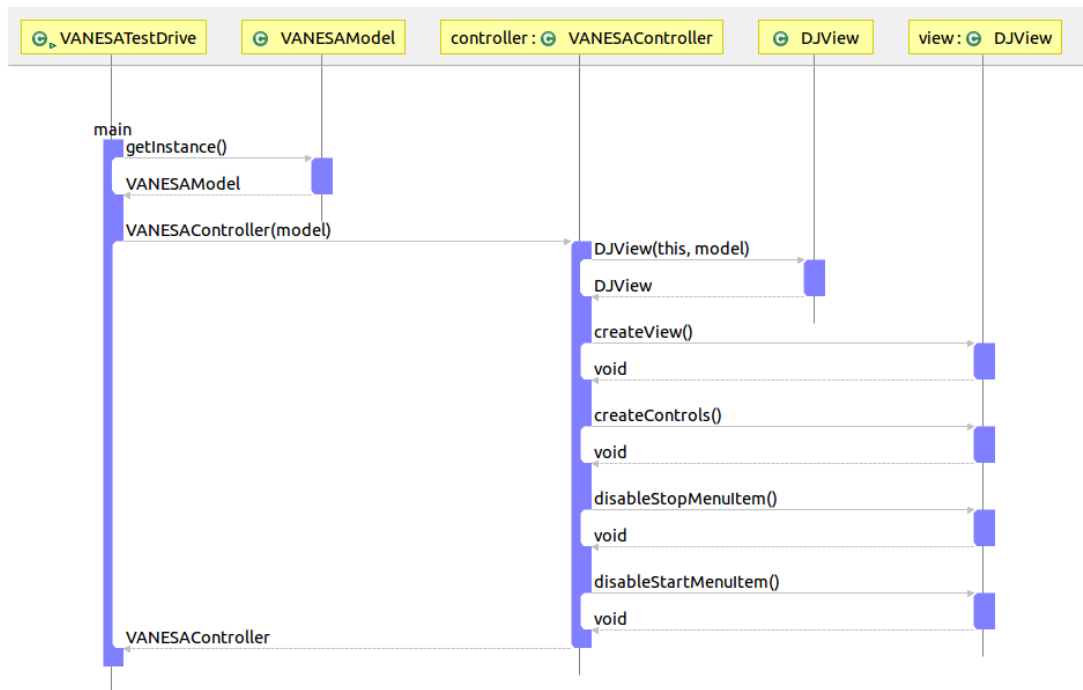 VANESATestDrive
VANESAModel
controller : VANESAController
DJView
view : DJView
main
getInstance()
VANESAModel
VANESAController(model)
DJView(this, model)
DJView
createView()
void
createControls()
void
disableStopMenuItem()
void
disableStartMenuItem()
void
VANESAController